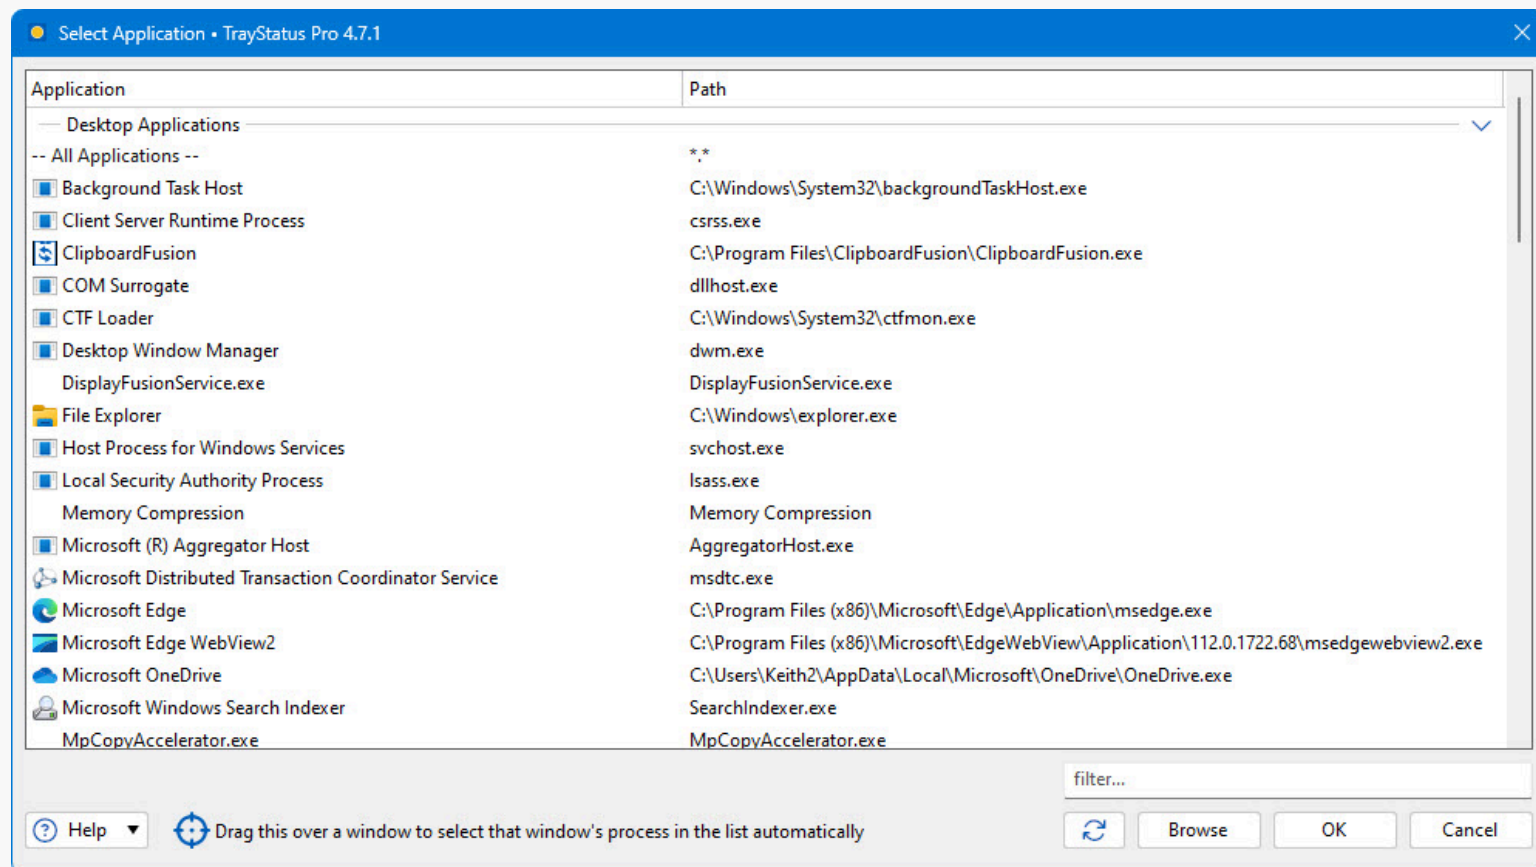 Select Application • TrayStatus Pro 4.7.1
Application Path
Desktop Applications
-- All Applications -- *.*
Background Task Host C:\Windows\System32\backgroundTaskHost.exe
Client Server Runtime Process csrss.exe
ClipboardFusion C:\Program Files\ClipboardFusion\ClipboardFusion.exe
COM Surrogate dllhost.exe
CTF Loader C:\Windows\System32\ctfmon.exe
Desktop Window Manager dwm.exe
DisplayFusionService.exe DisplayFusionService.exe
File Explorer C:\Windows\explorer.exe
Host Process for Windows Services svchost.exe
Local Security Authority Process lsass.exe
Memory Compression Memory Compression
Microsoft (R) Aggregator Host AggregatorHost.exe
Microsoft Distributed Transaction Coordinator Service msdtc.exe
Microsoft Edge C:\Program Files (x86)\Microsoft\Edge\Application\msedge.exe
Microsoft Edge WebView2 C:\Program Files (x86)\Microsoft\EdgeWebView\Application\112.0.1722.68\msedgewebview2.exe
Microsoft OneDrive C:\Users\Keith2\AppData\Local\Microsoft\OneDrive\OneDrive.exe
Microsoft Windows Search Indexer SearchIndexer.exe
MpCopyAccelerator.exe MpCopyAccelerator.exe
filter...
Help Drag this over a window to select that window's process in the list automatically Browse OK Cancel